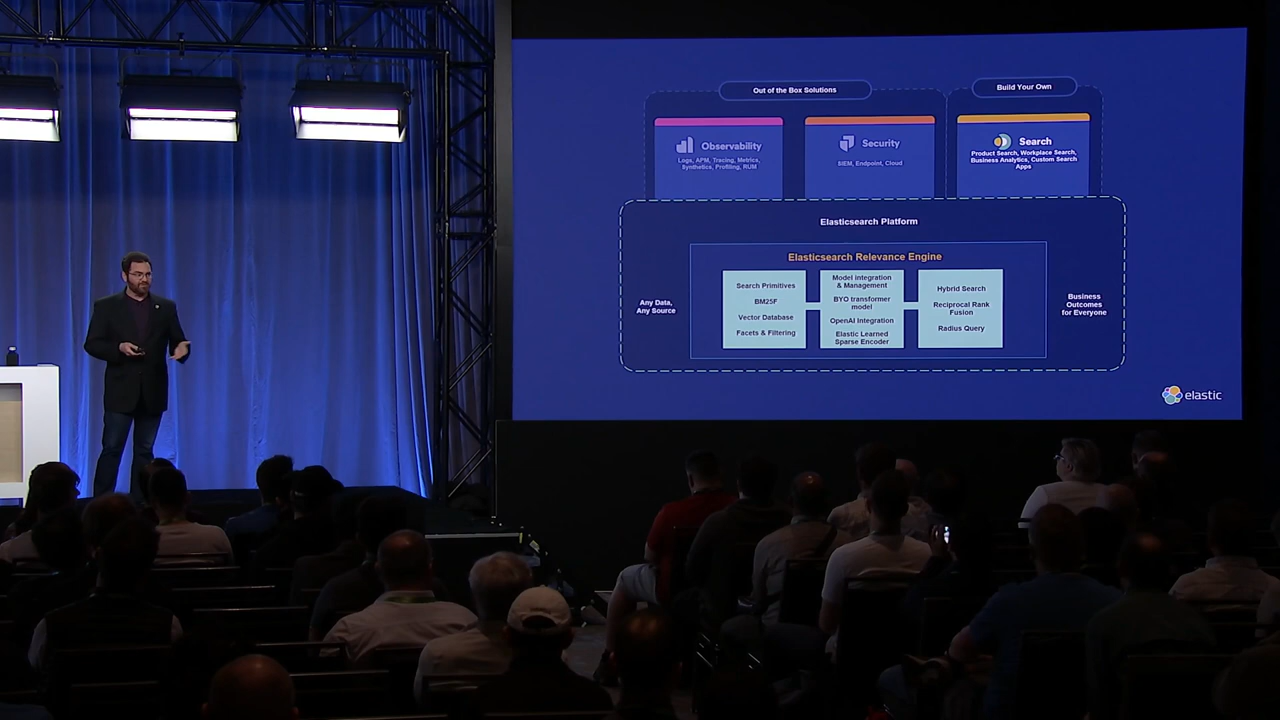 Out of the Box Solutions
Build Your Own
Observability
Logs, APM, Tracing, Metrics,
Synthetics, Profiling, RUM
Security
SIEM, Endpoint, Cloud
Search
Product Search, Workplace Search,
Business Analytics, Custom Search
Apps
Elasticsearch Platform
Elasticsearch Relevance Engine
Any Data,
Any Source
Search Primitives
BM25F
Vector Database
Facets & Filtering
Model integration
& Management
BYO transformer
model
OpenAI Integration
Elastic Learned
Sparse Encoder
Hybrid Search
Reciprocal Rank
Fusion
Radius Query
Business
Outcomes
for Everyone
elastic